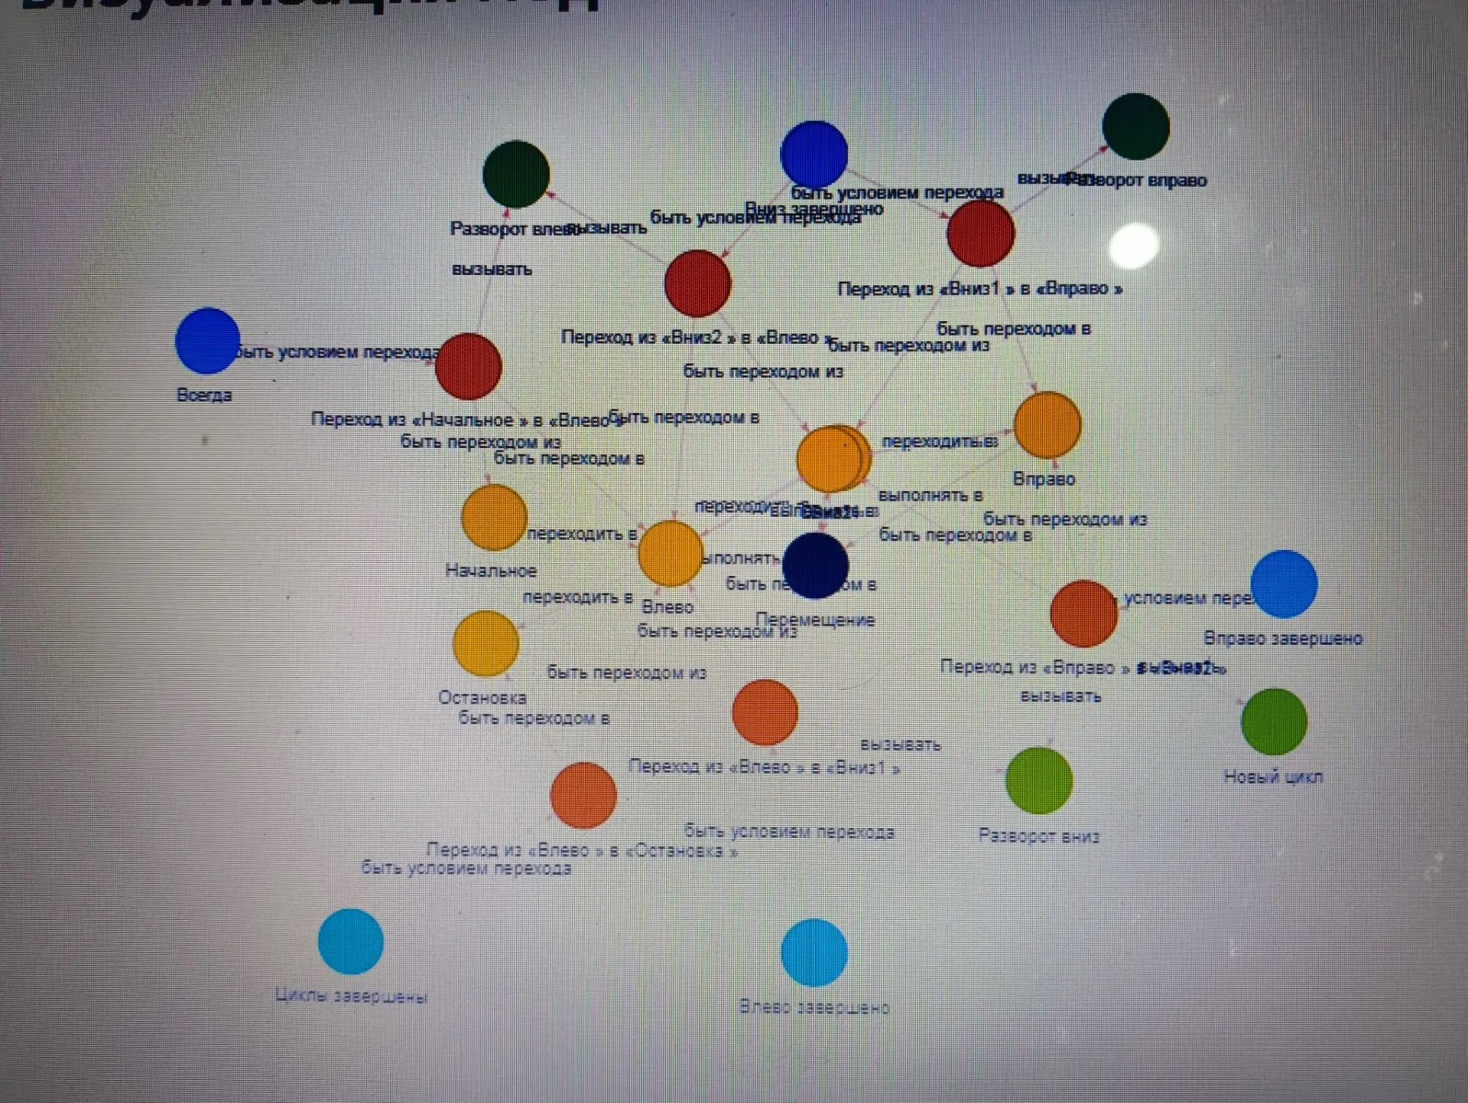 быть условием перехода
вызывать
Разворот вправо
Вниз завершено
быть условием перехода
Разворот влево
вызывать
вызывать
Переход из «Вниз1 » в «Вправо »
быть переходом в
Переход из «Вниз2 » в «Влево »
быть переходом из
быть условием перехода
быть переходом из
Всегда
Переход из «Начальное » в «Влево »
быть переходом в
быть переходом из
переходить в
быть переходом в
Вправо
выполнять в
переходить в
быть переходом из
переходить в
быть переходом в
Начальное
выполнять
быть переходом в
переходить в
условием пере
Влево
Перемещение
быть переходом из
Вправо завершено
Переход из «Вправо » в
быть переходом из
вызывать
Остановка
быть переходом в
вызывать
Переход из «Влево » в «Вниз1 »
Новый цикл
быть условием перехода
Разворот вниз
Переход из «Влево » в «Остановка »
быть условием перехода
Циклы завершены
Влево завершено